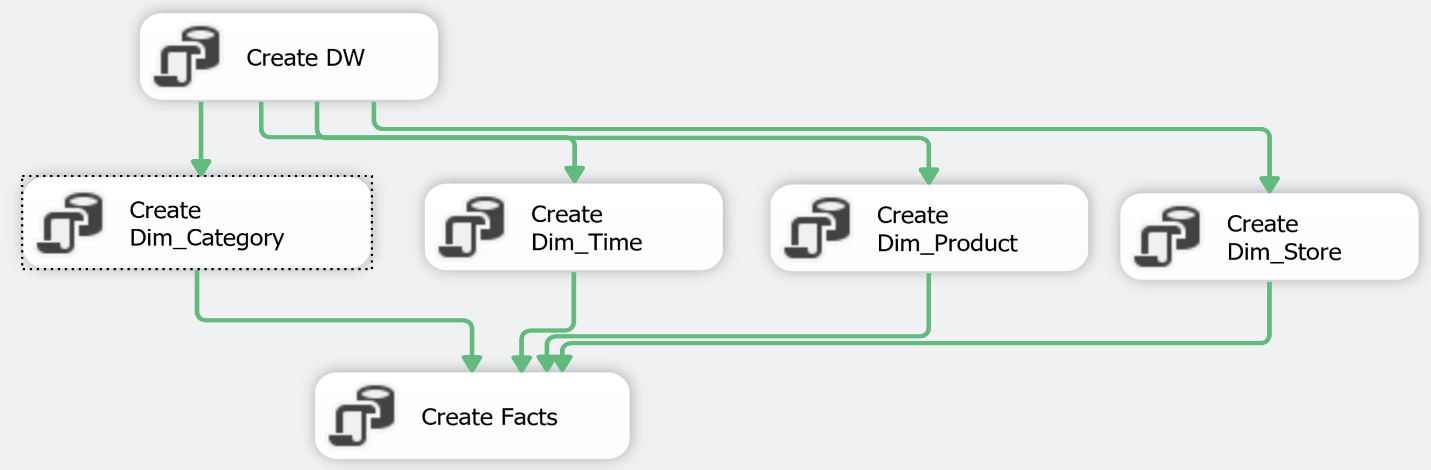 Create DW
Create
Dim_Category
Create
Dim_Time
Create
Dim_Product
Create
Dim_Store
Create Facts